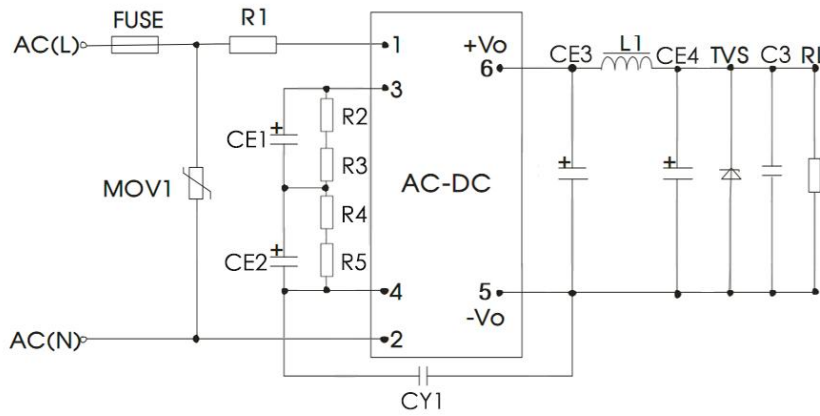 FUSE R1
AC(L) 1 +Vo CE3 L1 CE4 TVS C3
6
3
R2
CE1 +
R3 + +
MOV1 AC-DC
R4
+
CE2 R5
4 5
-Vo
AC(N) 2
CY1